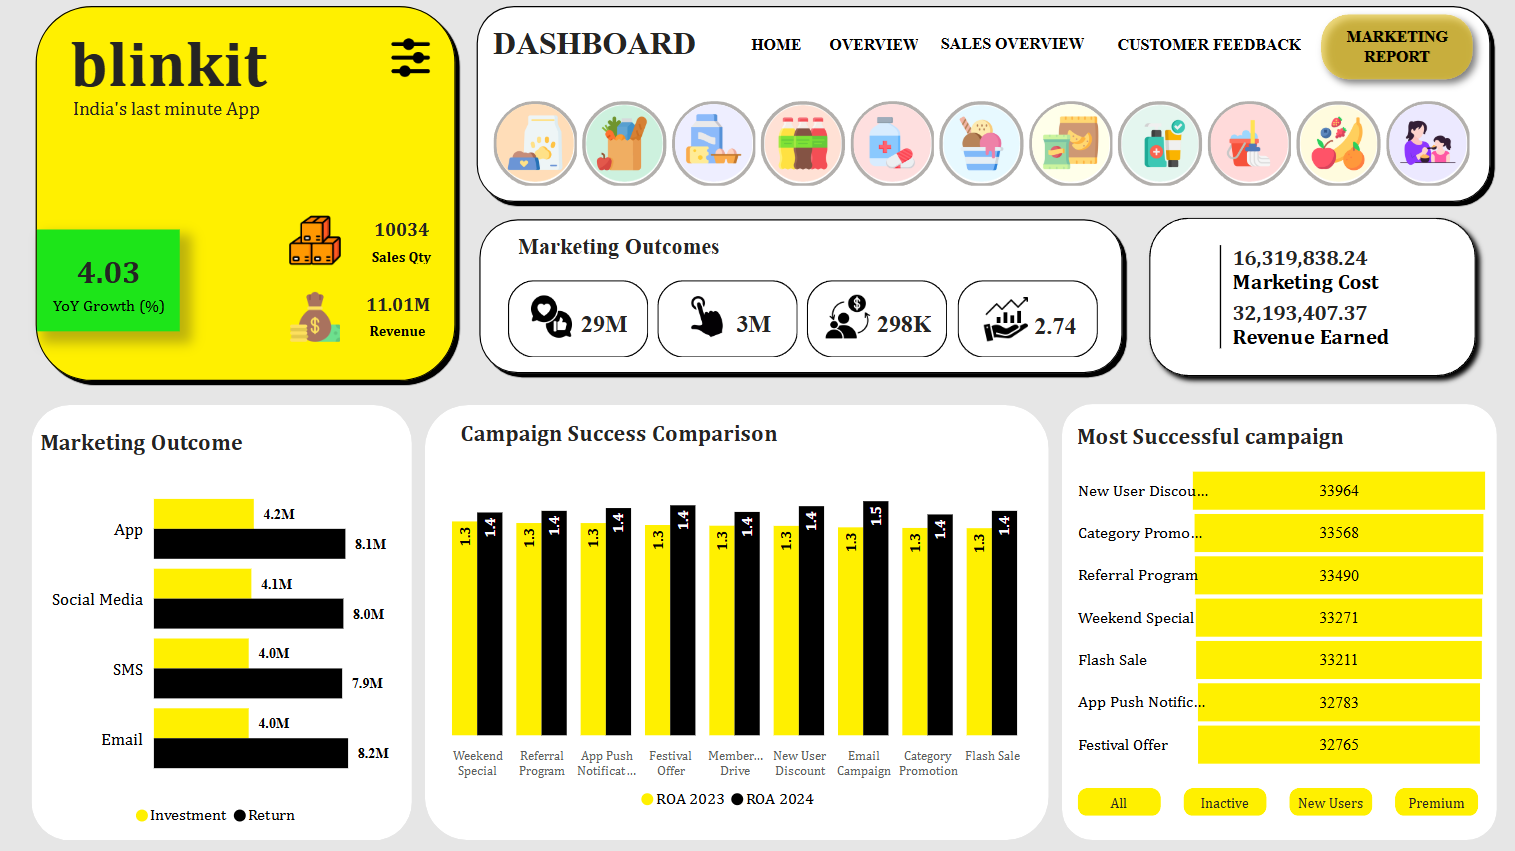 blinkit
India's last minute App
4.03
YoY Growth (%)
10034
Sales Qty
11.01M
Revenue
DASHBOARD
HOME
OVERVIEW
SALES OVERVIEW
CUSTOMER FEEDBACK
MARKETING
REPORT
Marketing Outcomes
29M
3M
298K
2.74
16,319,838.24
Marketing Cost
32,193,407.37
Revenue Earned
Marketing Outcome
App
4.2M
8.1M
Social Media
4.1M
8.0M
SMS
4.0M
7.9M
Email
4.0M
8.2M
Investment
Return
Campaign Success Comparison
1.3
1.4
1.3
1.4
1.3
1.4
1.3
1.4
1.3
1.4
1.3
1.4
1.3
1.5
1.3
1.4
1.3
1.4
Weekend
Special
Referral
Program
App Push
Notificat...
Festival
Offer
Member...
Drive
New User
Discount
Email
Campaign
Category
Promotion
Flash Sale
ROA 2023
ROA 2024
Most Successful campaign
New User Discou... 33964
Category Promo... 33568
Referral Program 33490
Weekend Special 33271
Flash Sale 33211
App Push Notific... 32783
Festival Offer 32765
All
Inactive
New Users
Premium